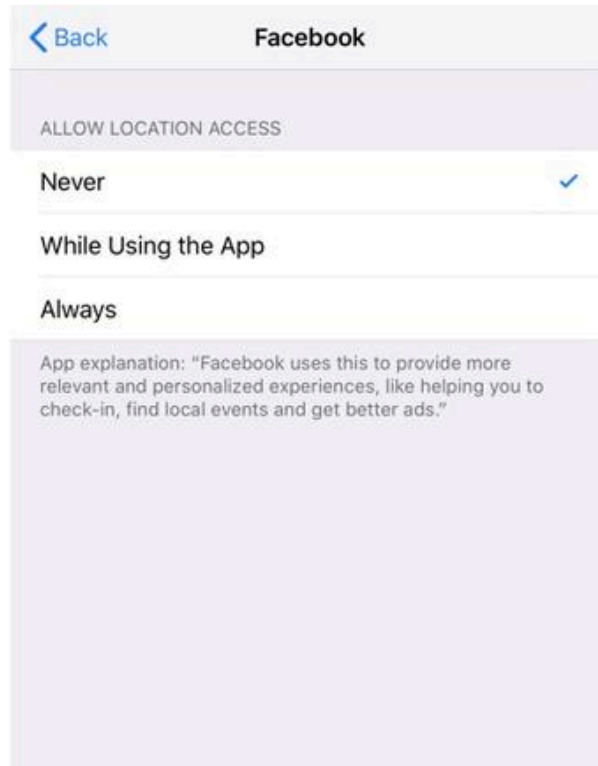 Back
Facebook
ALLOW LOCATION ACCESS
Never
While Using the App
Always
App explanation: “Facebook uses this to provide more
relevant and personalized experiences, like helping you to
check-in, find local events and get better ads.”